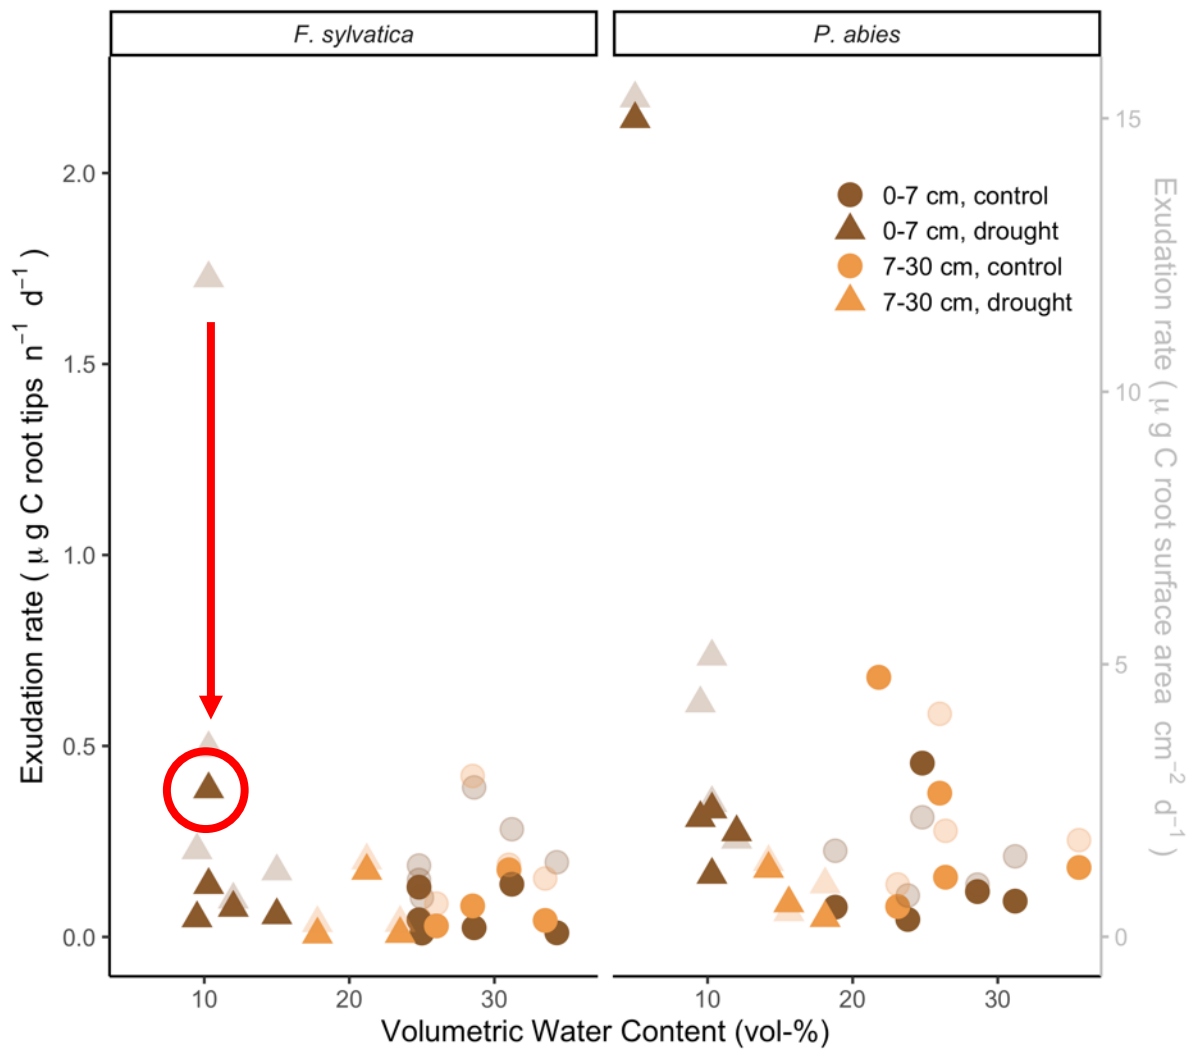 F. sylvatica
P. abies
Exudation rate ( μ g C root tips n⁻¹ d⁻¹ )
2.0
1.5
1.0
0.5
0.0
0-7 cm, control
0-7 cm, drought
7-30 cm, control
7-30 cm, drought
15
10
5
0
Exudation rate ( μ g C root surface area cm⁻² d⁻¹ )
10
20
30
10
20
30
Volumetric Water Content (vol-%)